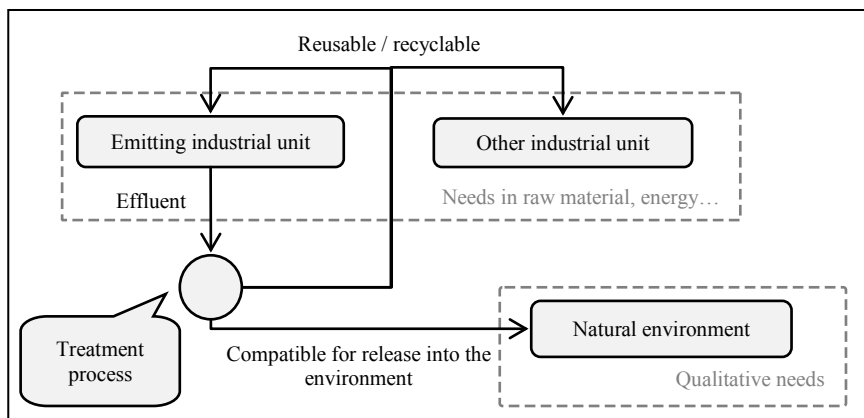 Reusable / recyclable
Emitting industrial unit
Other industrial unit
Effluent
Needs in raw material, energy…
Natural environment
Treatment
process
Compatible for release into the
environment
Qualitative needs